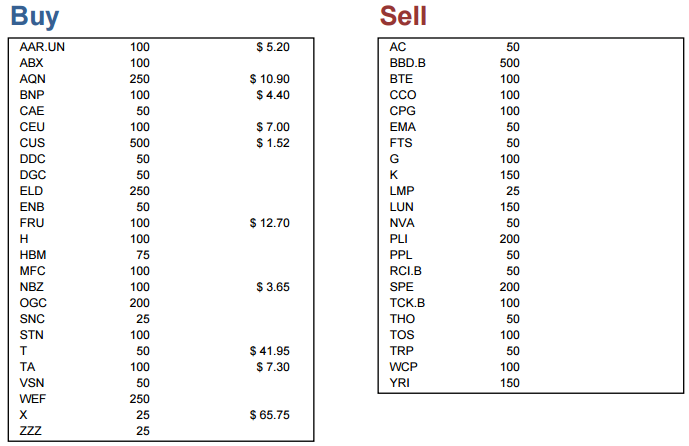 Buy
AAR.UN 100 $ 5.20
ABX 100
AQN 250 $ 10.90
BNP 100 $ 4.40
CAE 50
CEU 100 $ 7.00
CUS 500 $ 1.52
DDC 50
DGC 50
ELD 250
ENB 50
FRU 100 $ 12.70
H 100
HBM 75
MFC 100
NBZ 100 $ 3.65
OGC 200
SNC 25
STN 100
T 50 $ 41.95
TA 100 $ 7.30
VSN 50
WEF 250
X 25 $ 65.75
ZZZ 25
Sell
AC 50
BBD.B 500
BTE 100
CCO 100
CPG 100
EMA 50
FTS 50
G 100
K 150
LMP 25
LUN 150
NVA 50
PLI 200
PPL 50
RCI.B 50
SPE 200
TCK.B 100
THO 50
TOS 100
TRP 50
WCP 100
YRI 150